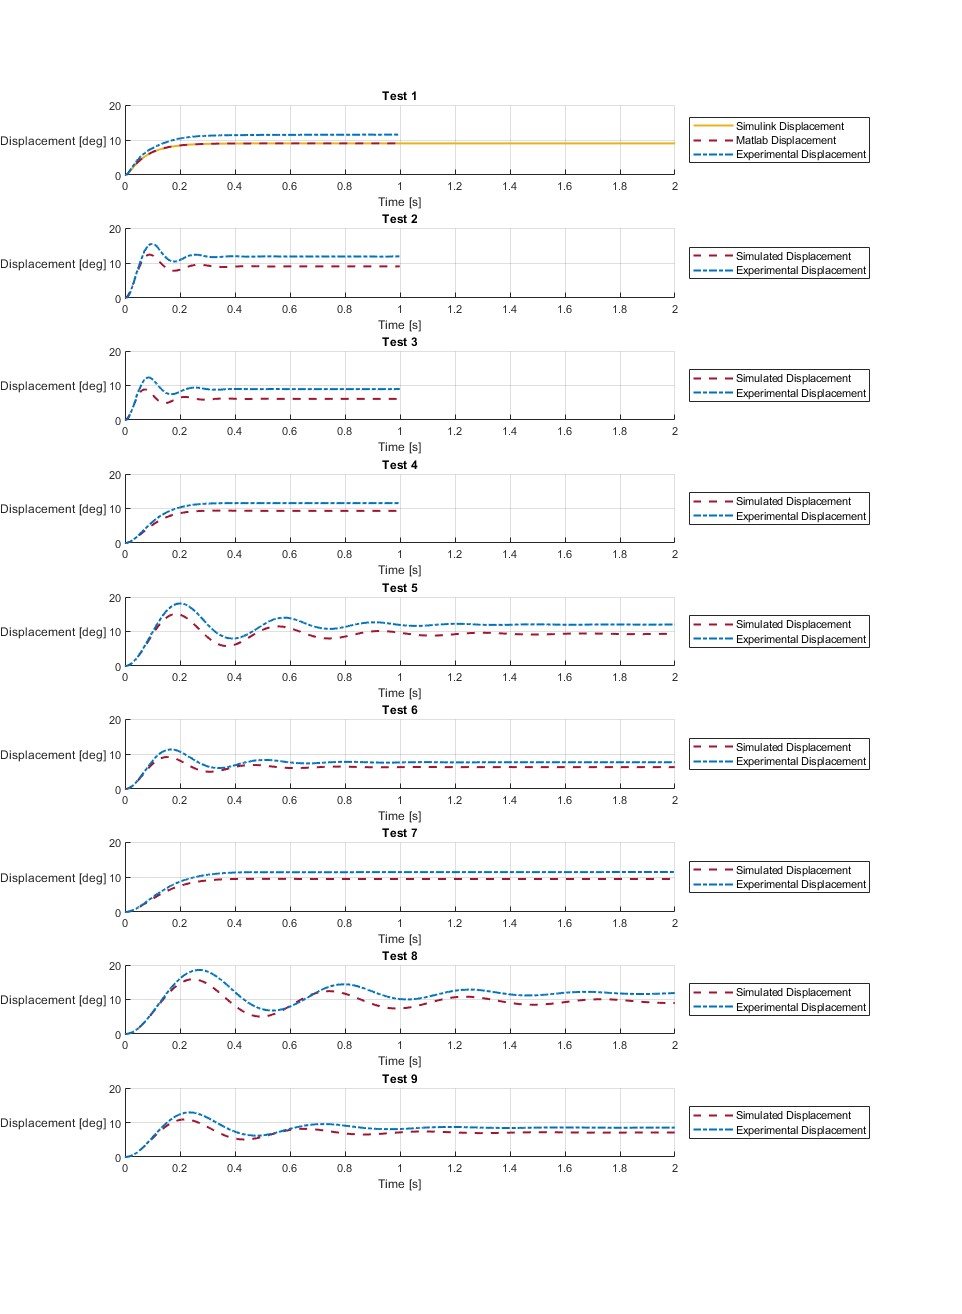 Test 1
20
Displacement [deg] 10
0
0 0.2 0.4 0.6 0.8 1 1.2 1.4 1.6 1.8 2
Time [s]
Simulink Displacement
Matlab Displacement
Experimental Displacement
Test 2
20
Displacement [deg] 10
0
0 0.2 0.4 0.6 0.8 1 1.2 1.4 1.6 1.8 2
Time [s]
Simulated Displacement
Experimental Displacement
Test 3
20
Displacement [deg] 10
0
0 0.2 0.4 0.6 0.8 1 1.2 1.4 1.6 1.8 2
Time [s]
Simulated Displacement
Experimental Displacement
Test 4
20
Displacement [deg] 10
0
0 0.2 0.4 0.6 0.8 1 1.2 1.4 1.6 1.8 2
Time [s]
Simulated Displacement
Experimental Displacement
Test 5
20
Displacement [deg] 10
0
0 0.2 0.4 0.6 0.8 1 1.2 1.4 1.6 1.8 2
Time [s]
Simulated Displacement
Experimental Displacement
Test 6
20
Displacement [deg] 10
0
0 0.2 0.4 0.6 0.8 1 1.2 1.4 1.6 1.8 2
Time [s]
Simulated Displacement
Experimental Displacement
Test 7
20
Displacement [deg] 10
0
0 0.2 0.4 0.6 0.8 1 1.2 1.4 1.6 1.8 2
Time [s]
Simulated Displacement
Experimental Displacement
Test 8
20
Displacement [deg] 10
0
0 0.2 0.4 0.6 0.8 1 1.2 1.4 1.6 1.8 2
Time [s]
Simulated Displacement
Experimental Displacement
Test 9
20
Displacement [deg] 10
0
0 0.2 0.4 0.6 0.8 1 1.2 1.4 1.6 1.8 2
Time [s]
Simulated Displacement
Experimental Displacement